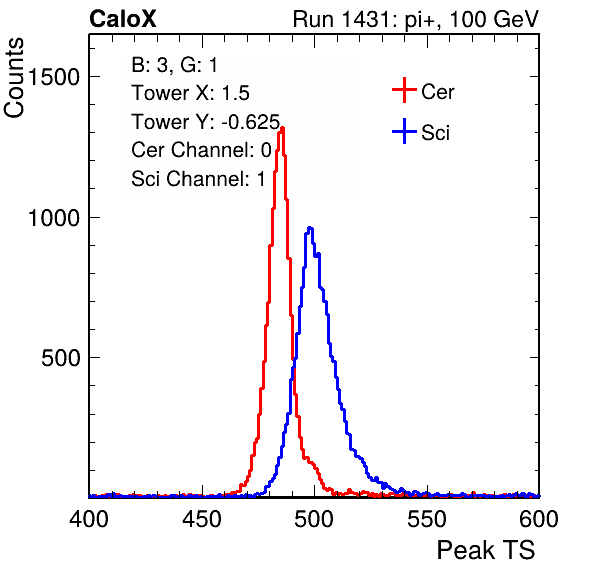 CaloX Run 1431: pi+, 100 GeV
Counts
B: 3, G: 1
Tower X: 1.5
Tower Y: -0.625
Cer Channel: 0
Sci Channel: 1
Cer
Sci
1500
1000
500
400 450 500 550 600
Peak TS